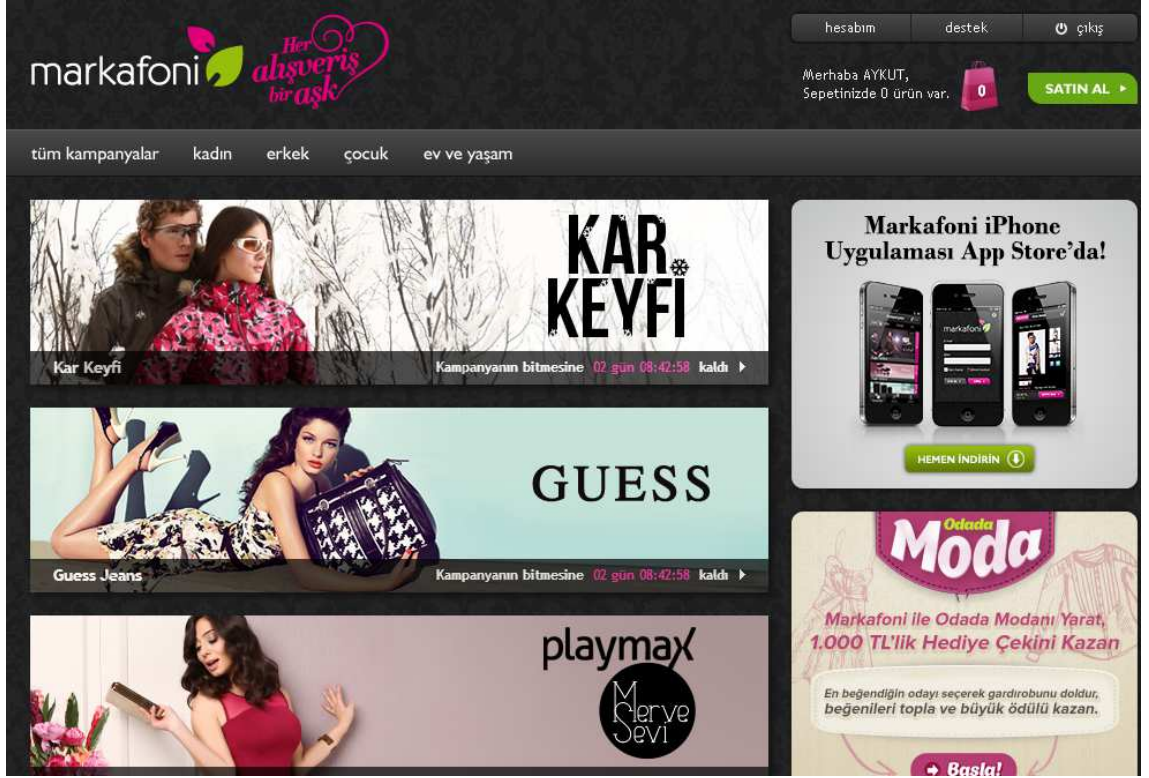 markafoni
Her
alışveriş
bir aşk
hesabım
destek
çıkış
Merhaba AYKUT,
Sepetinizde 0 ürün var.
0
SATIN AL
tüm kampanyalar
kadın
erkek
çocuk
ev ve yaşam
KAR
KEYFİ
Kar Keyfi
Kampanyanın bitmesine 02 gün 08:42:58 kaldı
GUESS
Guess Jeans
Kampanyanın bitmesine 02 gün 08:42:58 kaldı
playmax
Merve
Sevi
Markafoni iPhone
Uygulaması App Store'da!
markafoni
HEMEN İNDİRİN
Odada
Moda
Markafoni ile Odada Modanı Yarat,
1.000 TL'lik Hediye Çekini Kazan
En beğendiğin odayı seçerek gardırobunu doldur,
beğenileri topla ve büyük ödülü kazan.
Başla!